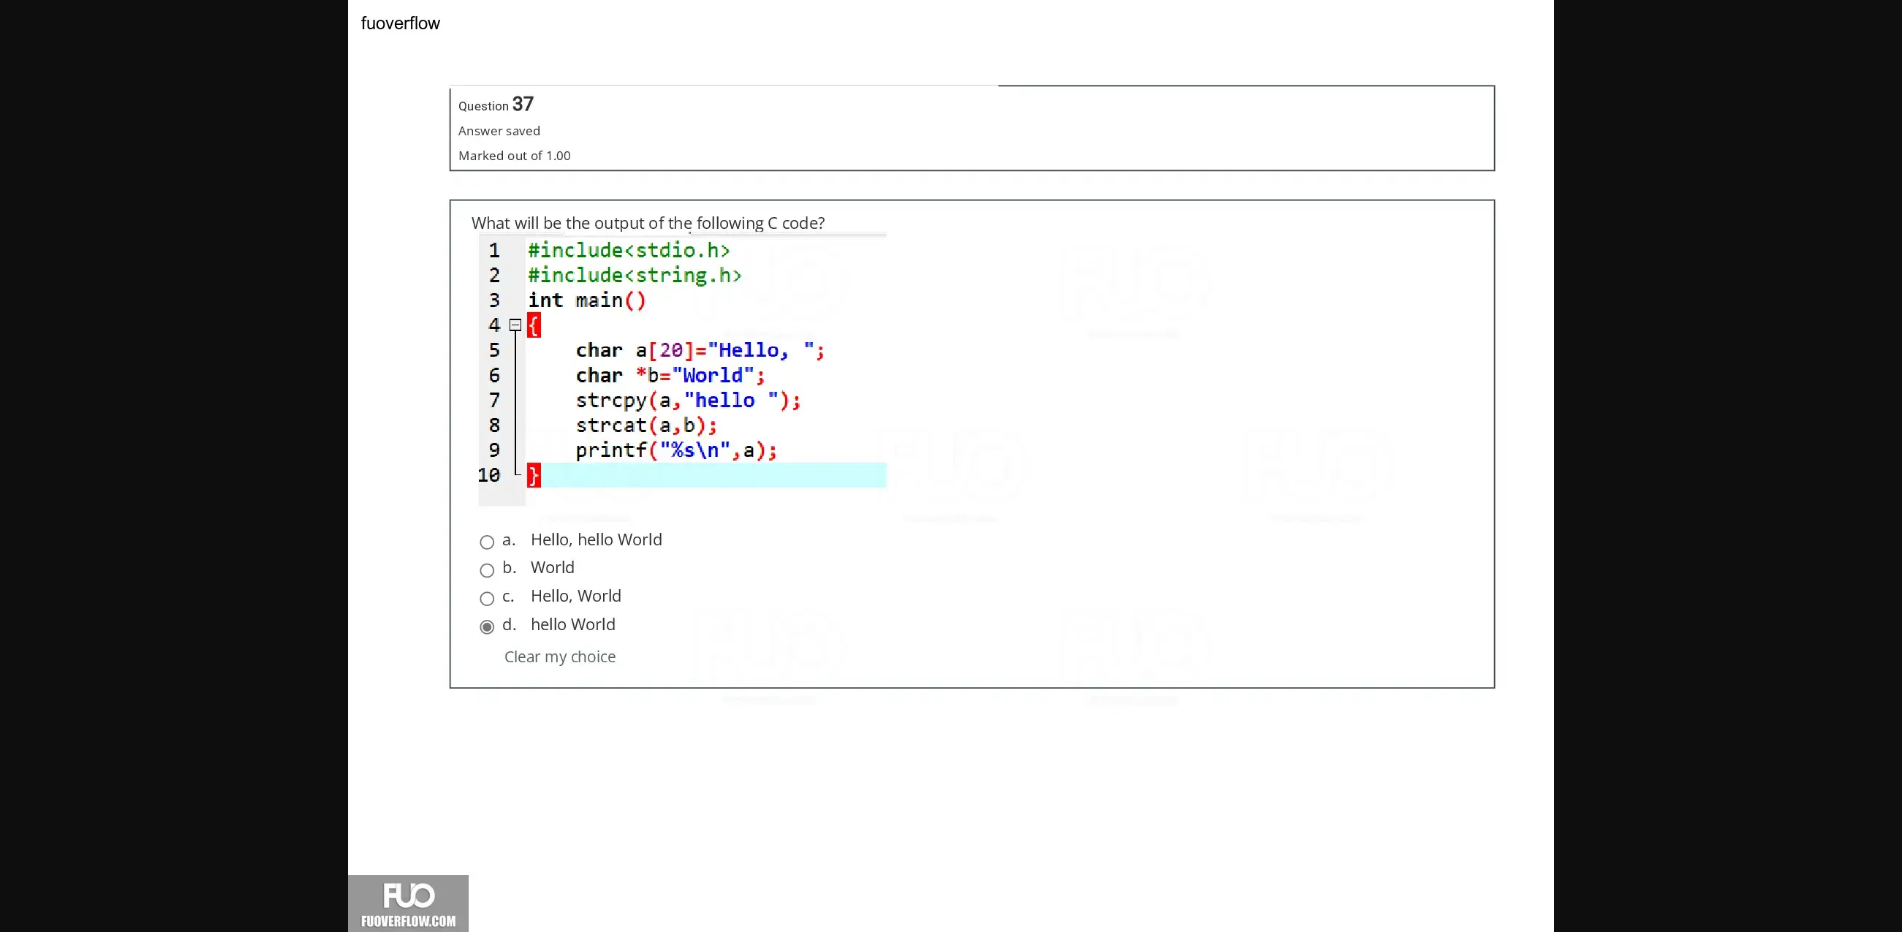 fuoverflow
Question 37
Answer saved
Marked out of 1.00
What will be the output of the following C code?
1 #include<stdio.h>
2 #include<string.h>
3 int main()
4 {
5 char a[20]="Hello, ";
6 char *b="World";
7 strcpy(a,"hello ");
8 strcat(a,b);
9 printf("%s\n",a);
10 }
a. Hello, hello World
b. World
c. Hello, World
d. hello World
Clear my choice
FUO
FUOVERFLOW.COM